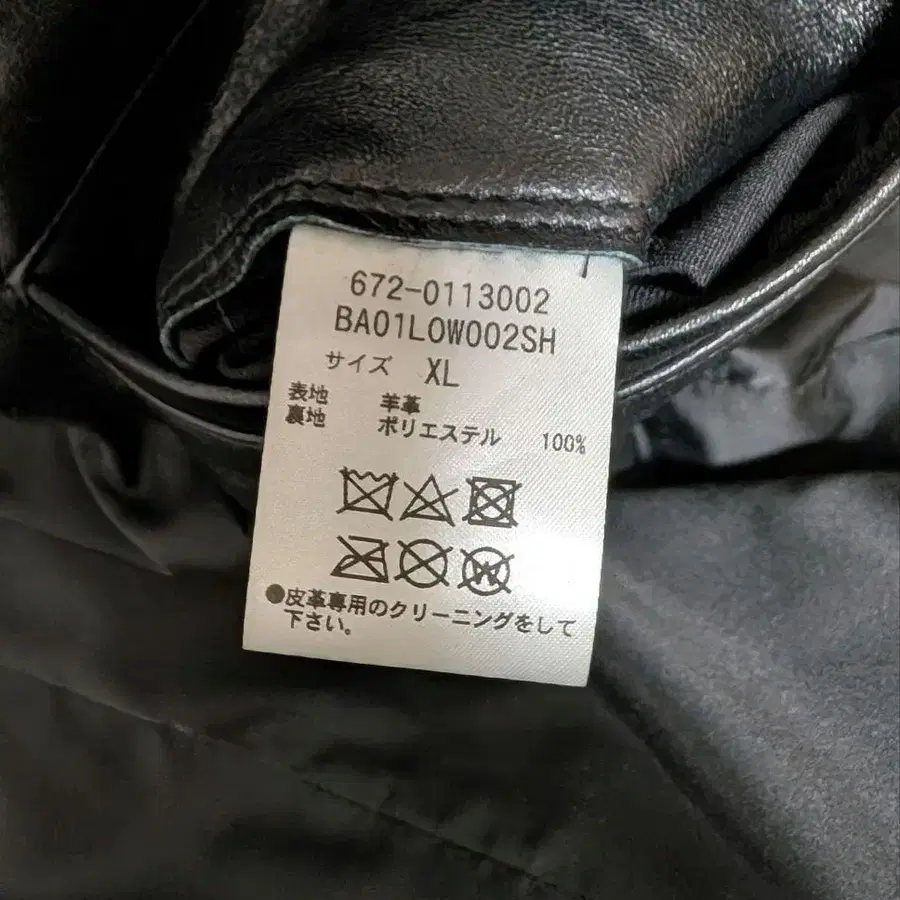 672-0113002
BA01LOW002SH
サイズ XL
表地 羊革
裏地 ポリエステル 100%
●皮革専用のクリーニングをして
下さい。